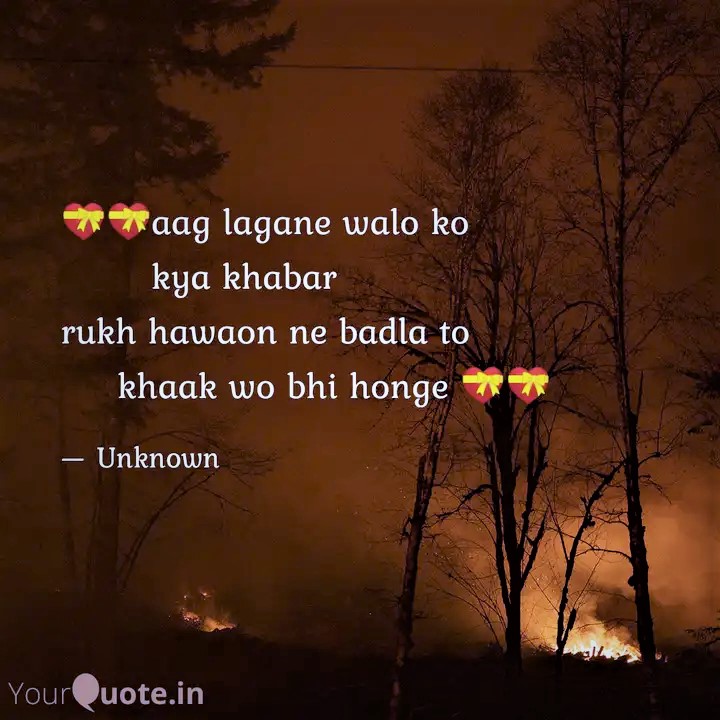 💝💝aag lagane walo ko
kya khabar
rukh hawaon ne badla to
khaak wo bhi honge 💝💝
— Unknown
YourQuote.in